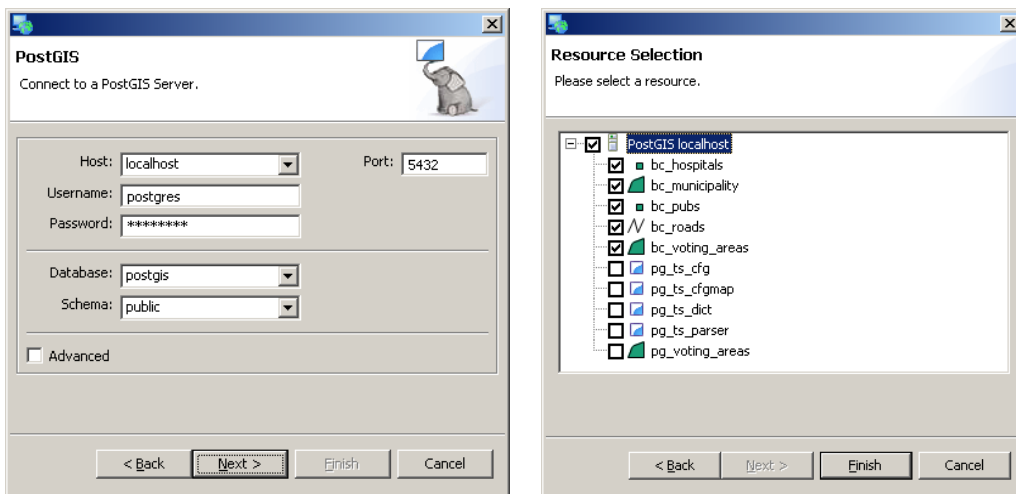 PostGIS
Connect to a PostGIS Server.
Host: localhost Port: 5432
Username: postgres
Password: ********
Database: postgis
Schema: public
Advanced
< Back Next > Finish Cancel
Resource Selection
Please select a resource.
PostGIS localhost
bc_hospitals
bc_municipality
bc_pubs
bc_roads
bc_voting_areas
pg_ts_cfg
pg_ts_cfgmap
pg_ts_dict
pg_ts_parser
pg_voting_areas
< Back Next > Finish Cancel